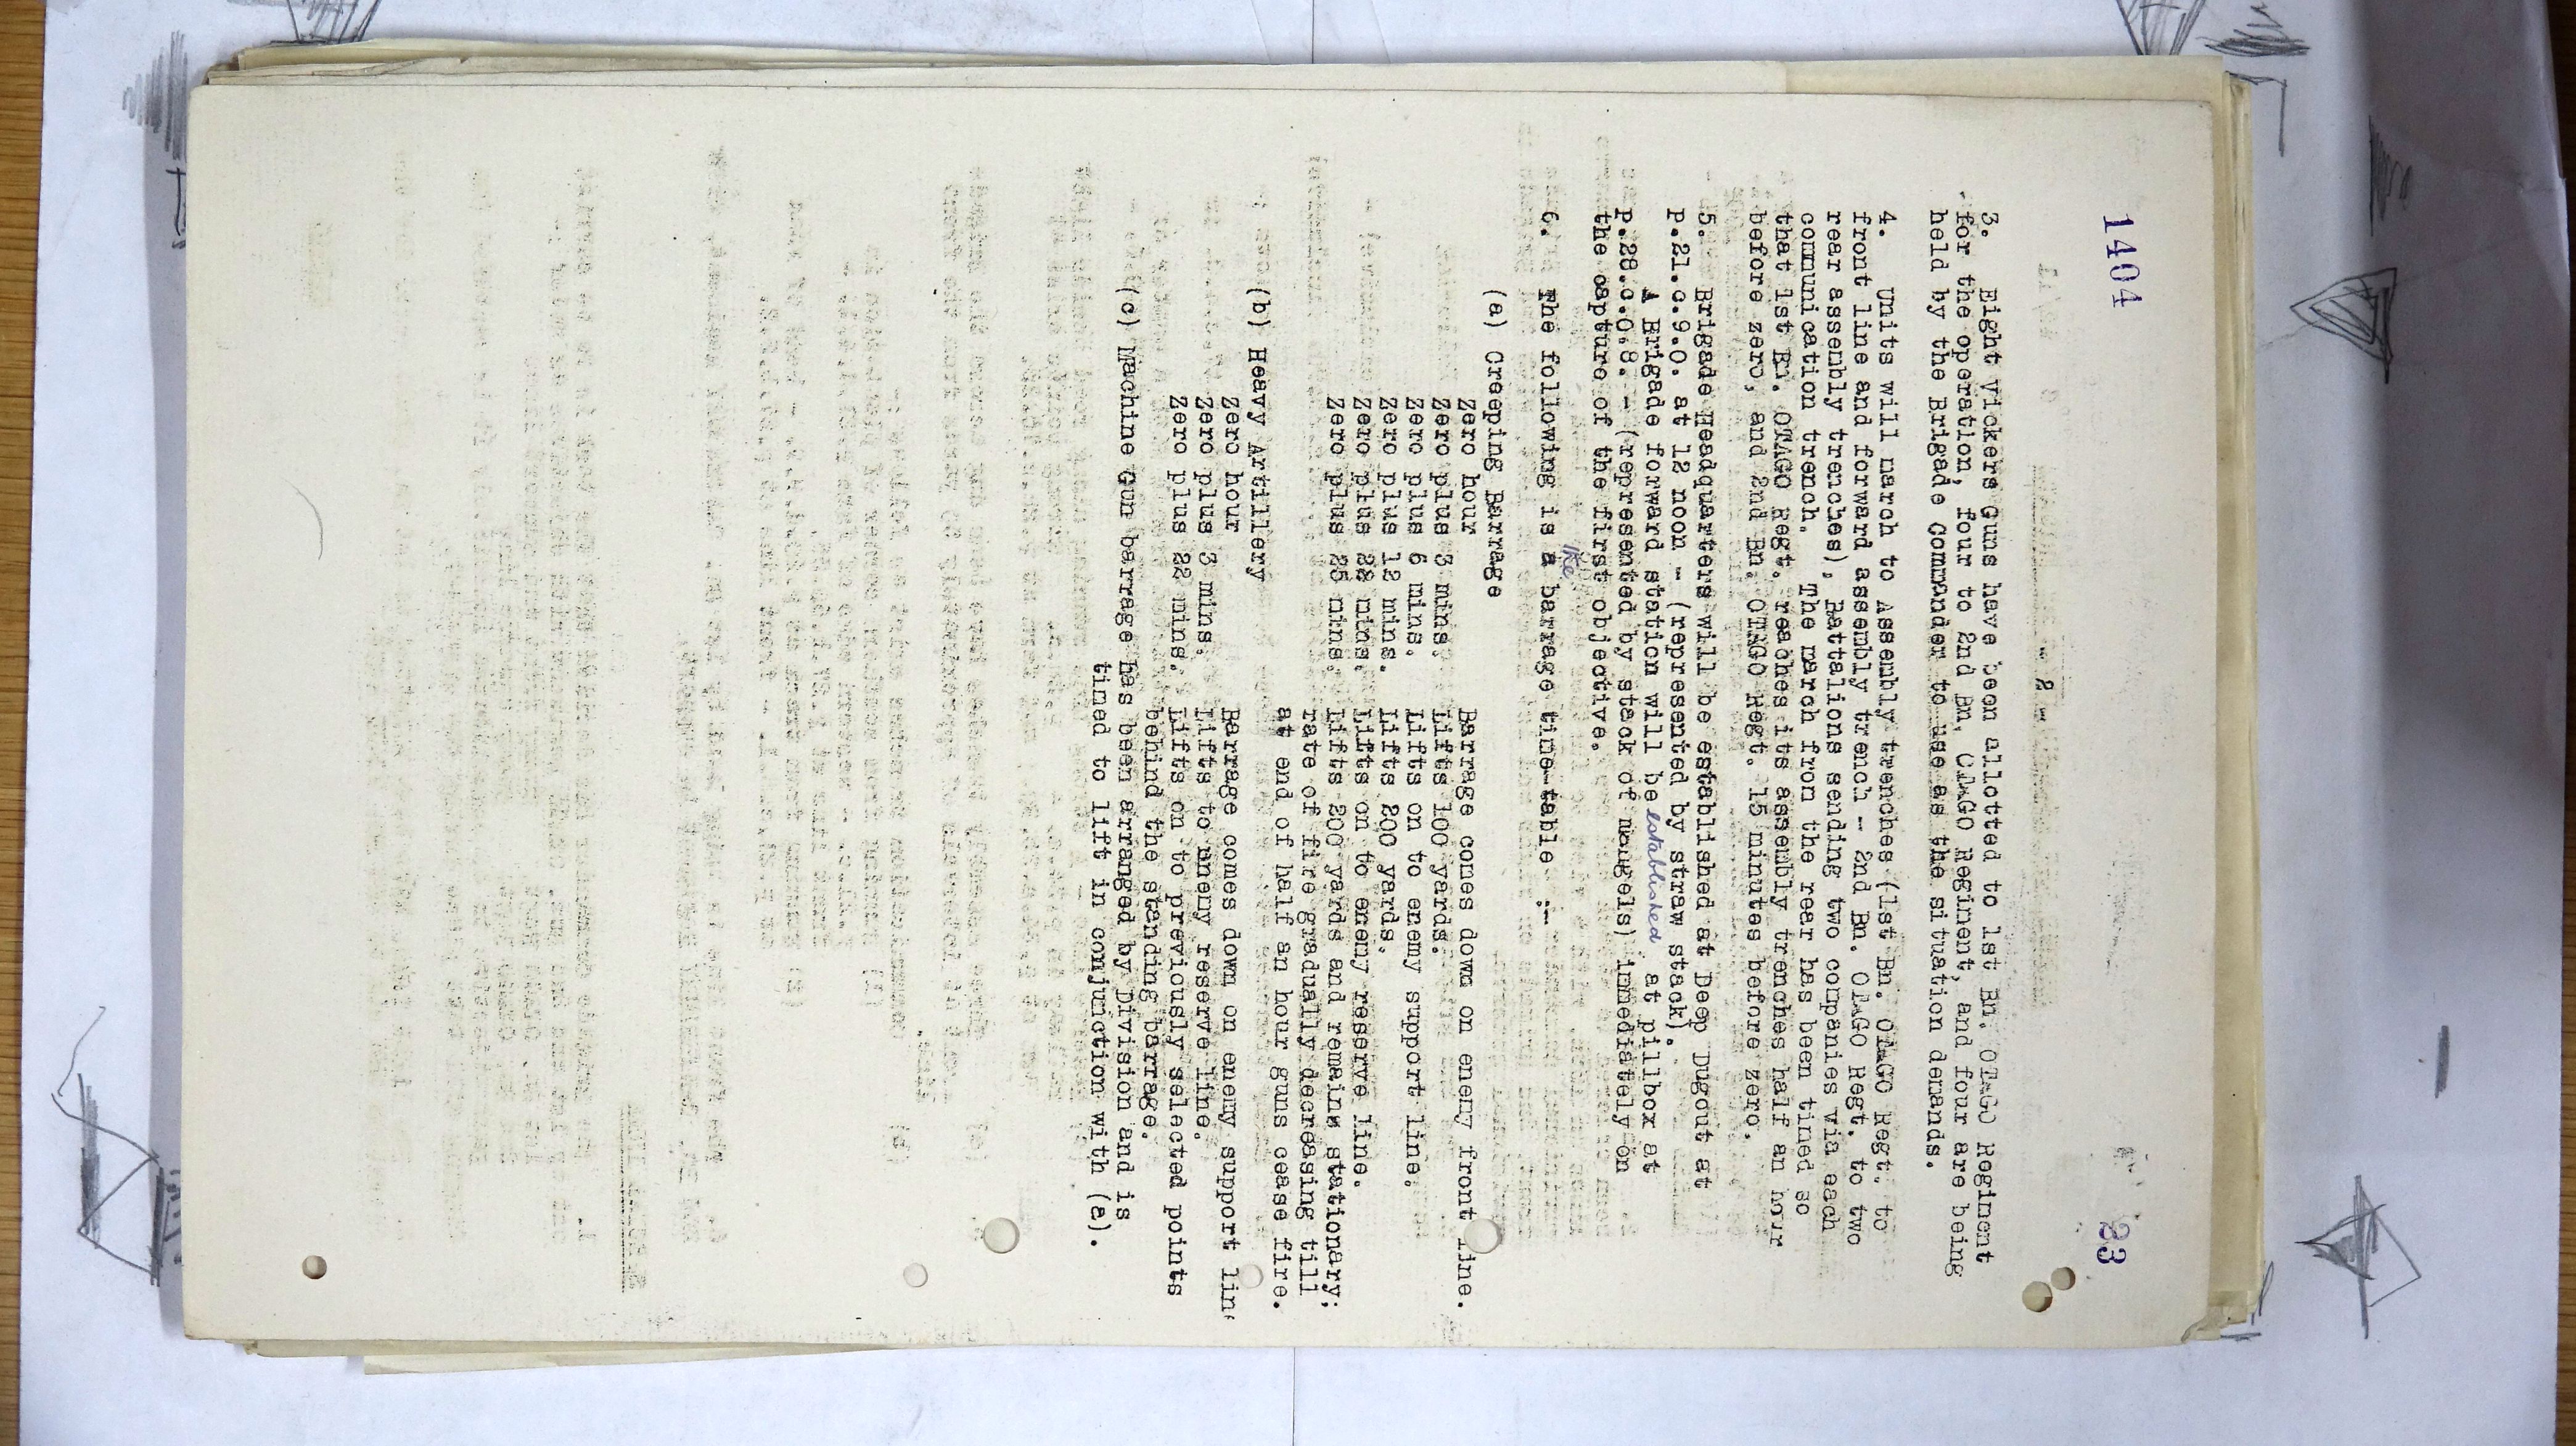 1404
23
- 2 -
3. Eight Vickers Guns have been allotted to 1st Bn. OTAGO Regiment
for the operation, four to 2nd Bn. OTAGO Regiment, and four are being
held by the Brigade Commander to use as the situation demands.
4. Units will march to Assembly trenches (1st Bn. OTAGO Regt. to
front line and forward assembly trench - 2nd Bn. OTAGO Regt. to two
rear assembly trenches), Battalions sending two companies via each
communication trench. The march from the rear has been timed so
that 1st Bn. OTAGO Regt. reaches its assembly trenches half an hour
before zero, and 2nd Bn. OTAGO Regt. 15 minutes before zero.
5. Brigade Headquarters will be established at Deep Dugout at
P.21.c.9.0. at 12 noon - (represented by straw stack).
A Brigade forward station will be established at pillbox at
P.28.c.0.8. - (represented by stack of maugels) immediately on
the capture of the first objective.
6. The following is a the barrage time-table :-
(a) Creeping Barrage
Zero hour Barrage comes down on enemy front line.
Zero plus 3 mins. Lifts 100 yards.
Zero plus 6 mins. Lifts on to enemy support line.
Zero plus 12 mins. Lifts 200 yards.
Zero plus 22 mins. Lifts on to enemy reserve line.
Zero plus 25 mins. Lifts 200 yards and remains stationary;
rate of fire gradually decreasing till
at end of half an hour guns cease fire.
(b) Heavy Artillery
Zero hour Barrage comes down on enemy support line
Zero plus 3 mins. Lifts to enemy reserve line.
Zero plus 22 mins. Lifts on to previously selected points
behind the standing barrage.
(c) Machine Gun barrage has been arranged by Division and is
timed to lift in conjunction with (a).